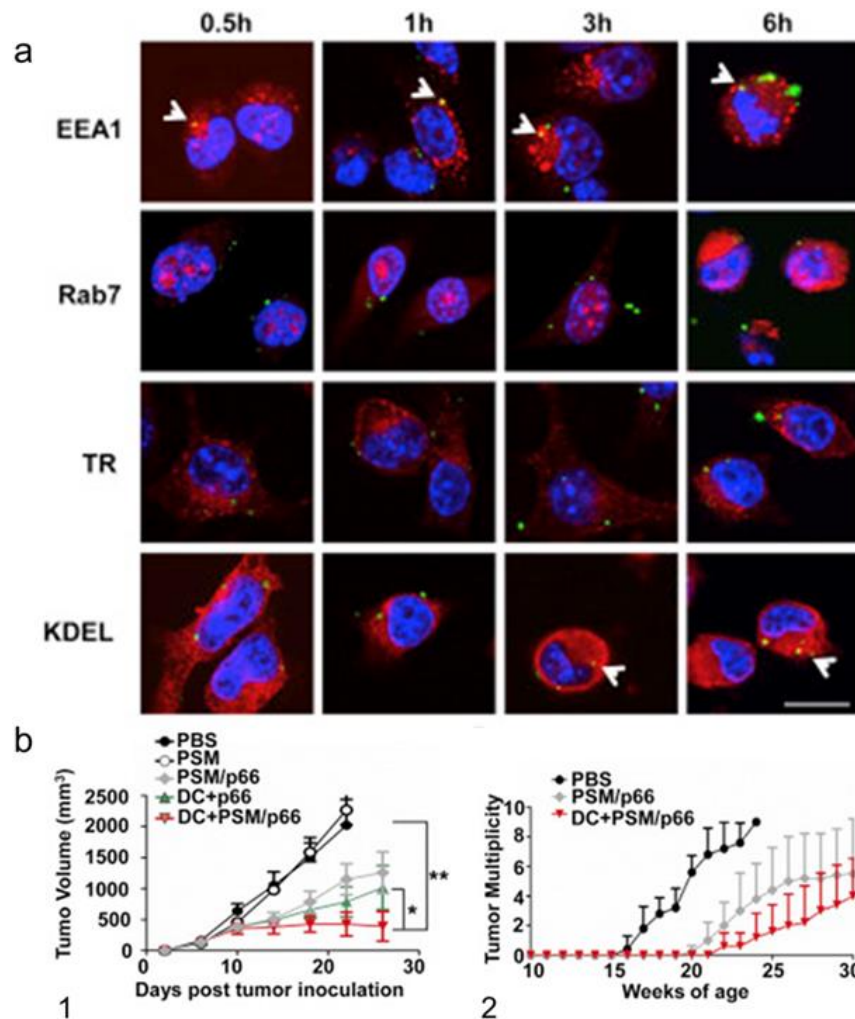 0.5h 1h 3h 6h
a
EEA1
Rab7
TR
KDEL
b
PBS
PSM
PSM/p66
DC+p66
DC+PSM/p66
Tumo Volume (mm³)
2500
2000
1500
1000
500
0
0 10 20 30
Days post tumor inoculation
**
*
1
PBS
PSM/p66
DC+PSM/p66
Tumor Multiplicity
10
8
6
4
2
0
10 15 20 25 30
Weeks of age
2